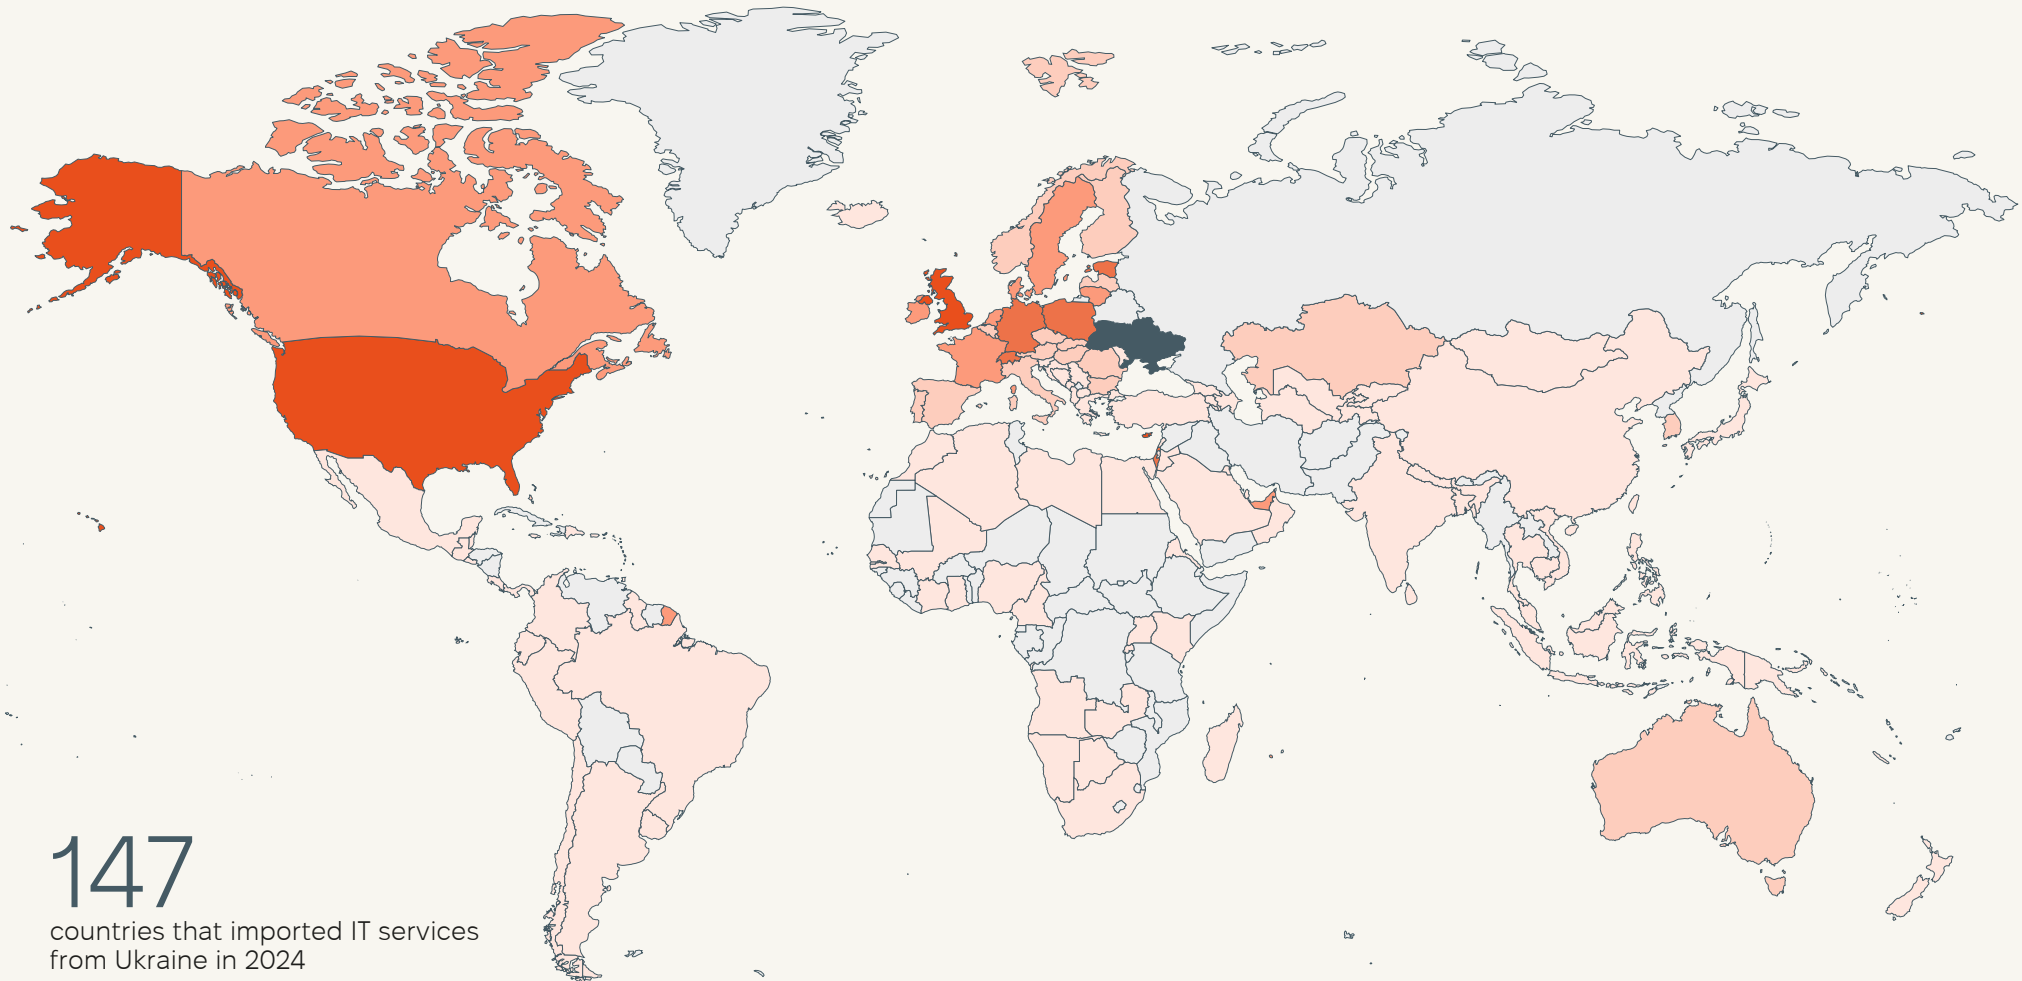 147
countries that imported IT services
from Ukraine in 2024